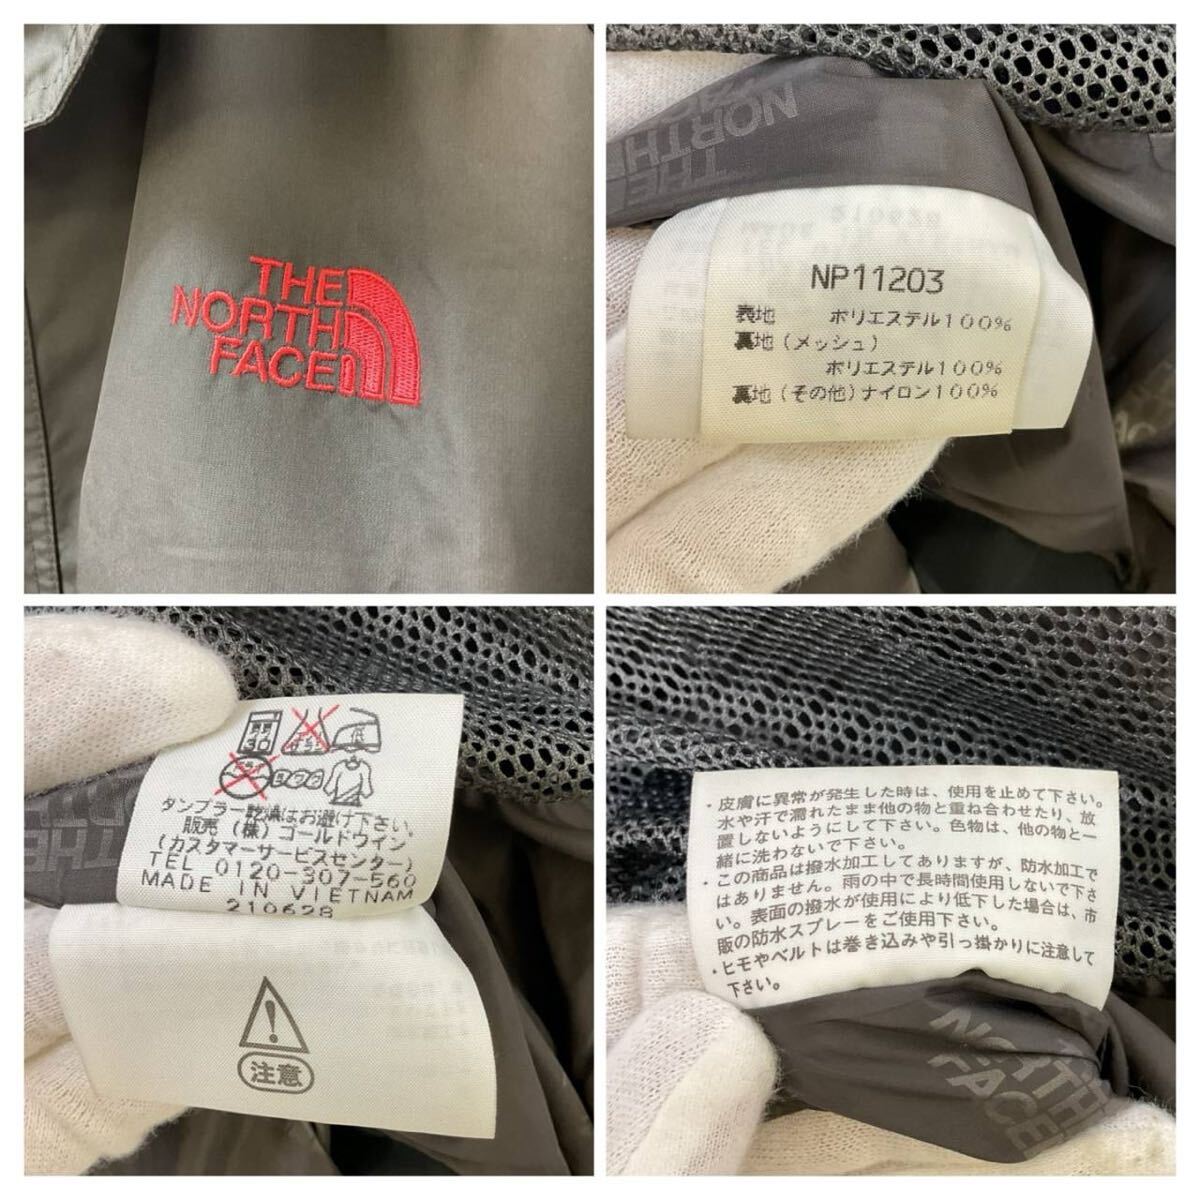 THE
NORTH
FACE
THE
NORTH
FACE
NP11203
表地 ポリエステル100%
裏地(メッシュ)
ポリエステル100%
裏地(その他)ナイロン100%
30
タンブラー乾燥はお避け下さい。
販売(株)ゴールドウイン
(カスタマーサービスセンター)
TEL 0120-307-560
MADE IN VIETNAM
210628
注意
・皮膚に異常が発生した時は、使用を止めて下さい。
水や汗で濡れたまま他の物と重ね合わせたり、放
置しないようにして下さい。色物は、他の物と一
緒に洗わないで下さい。
・この商品は撥水加工してありますが、防水加工で
はありません。雨の中で長時間使用しないで下さ
い。表面の撥水が使用により低下した場合は、市
販の防水スプレーをご使用下さい。
・ヒモやベルトは巻き込みや引っ掛かりに注意して
下さい。
NORTH
FACE